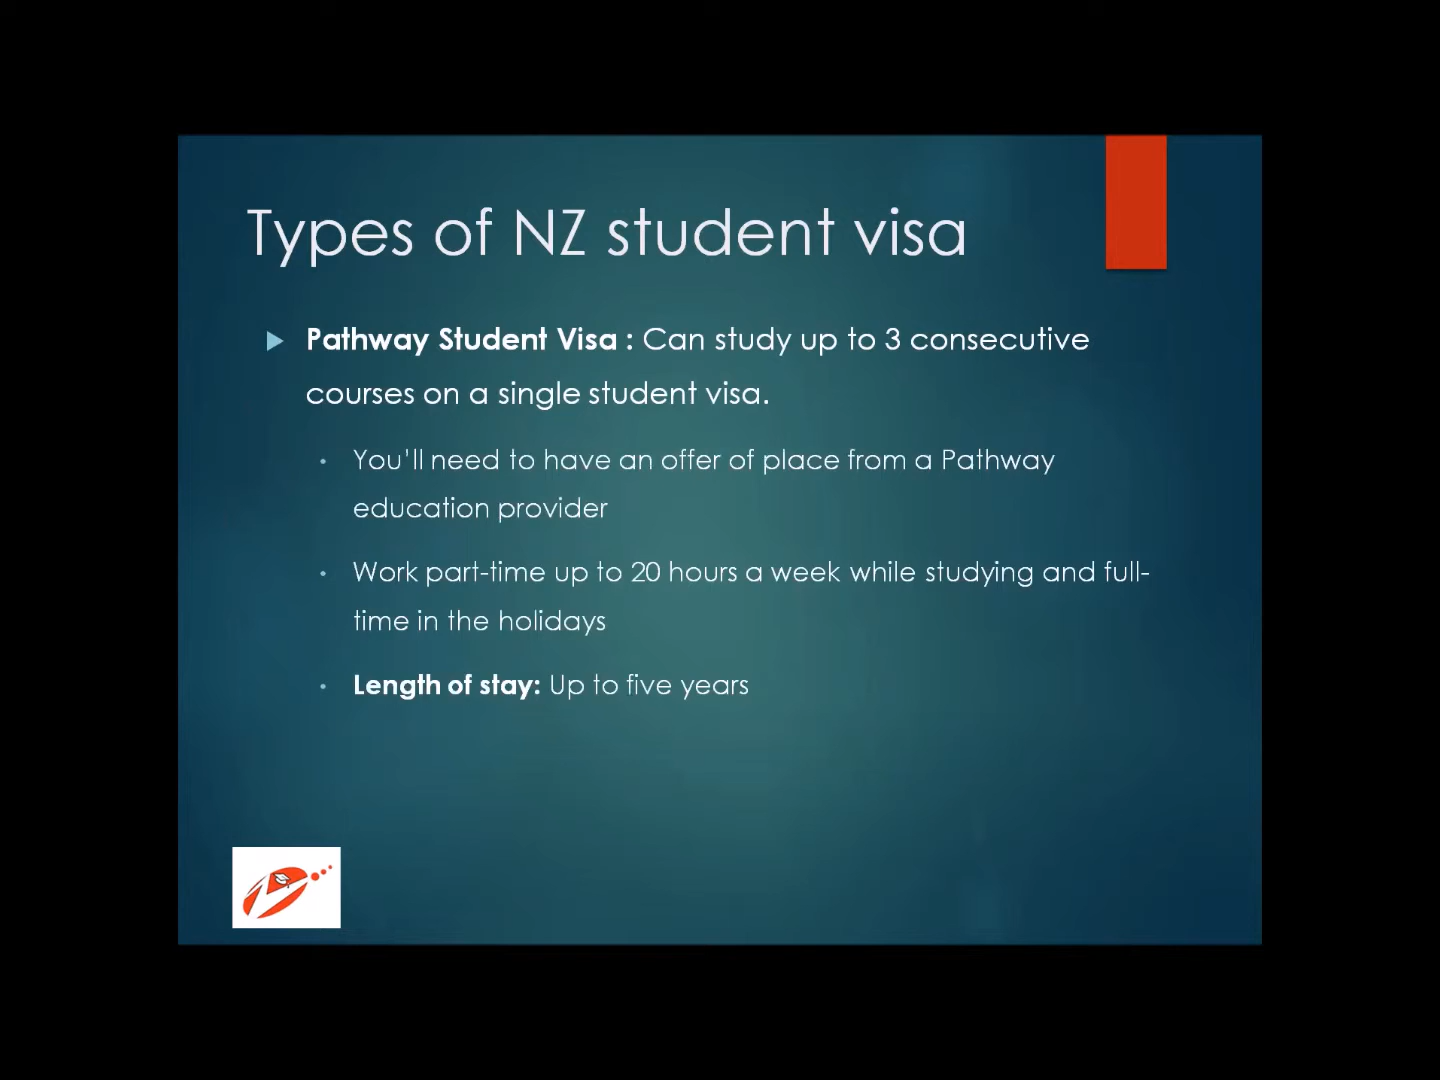 Types of NZ student visa
Pathway Student Visa : Can study up to 3 consecutive
courses on a single student visa.
You'll need to have an offer of place from a Pathway
education provider
Work part-time up to 20 hours a week while studying and full-
time in the holidays
Length of stay: Up to five years